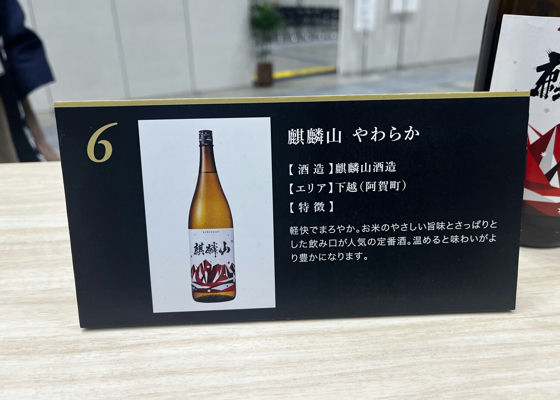 6
麒麟山 やわらか
【酒造】麒麟山酒造
【エリア】下越（阿賀町）
【特徴】
軽快でまろやか。お米のやさしい旨味とさっぱりと
した飲み口が人気の定番酒。温めると味わいがよ
り豊かになります。
麒麟山